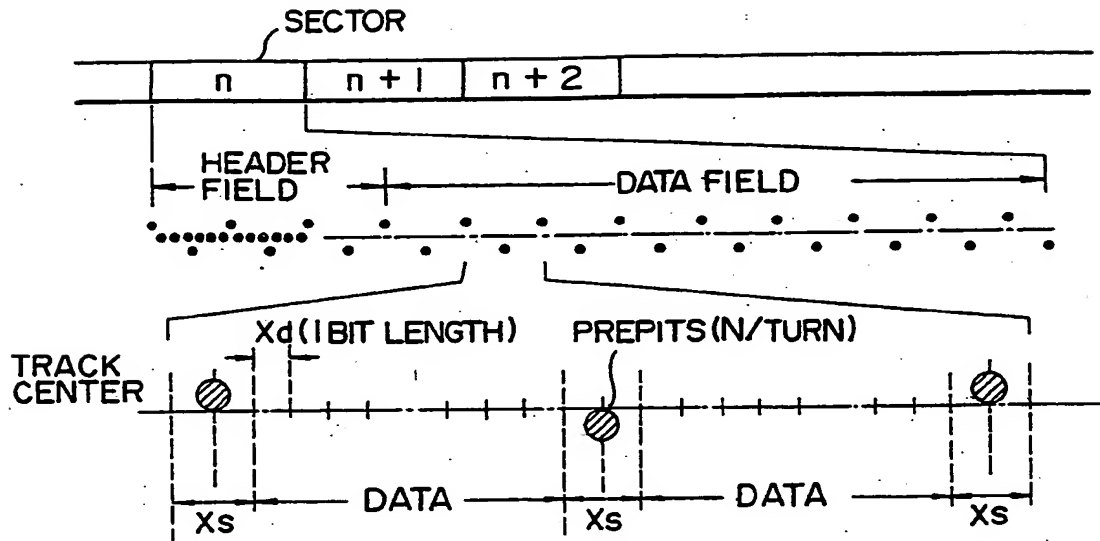 SECTOR
n n + 1 n + 2
HEADER
FIELD
DATA FIELD
Xd (1 BIT LENGTH) PREPITS (N/TURN)
TRACK
CENTER
DATA DATA
Xs Xs Xs